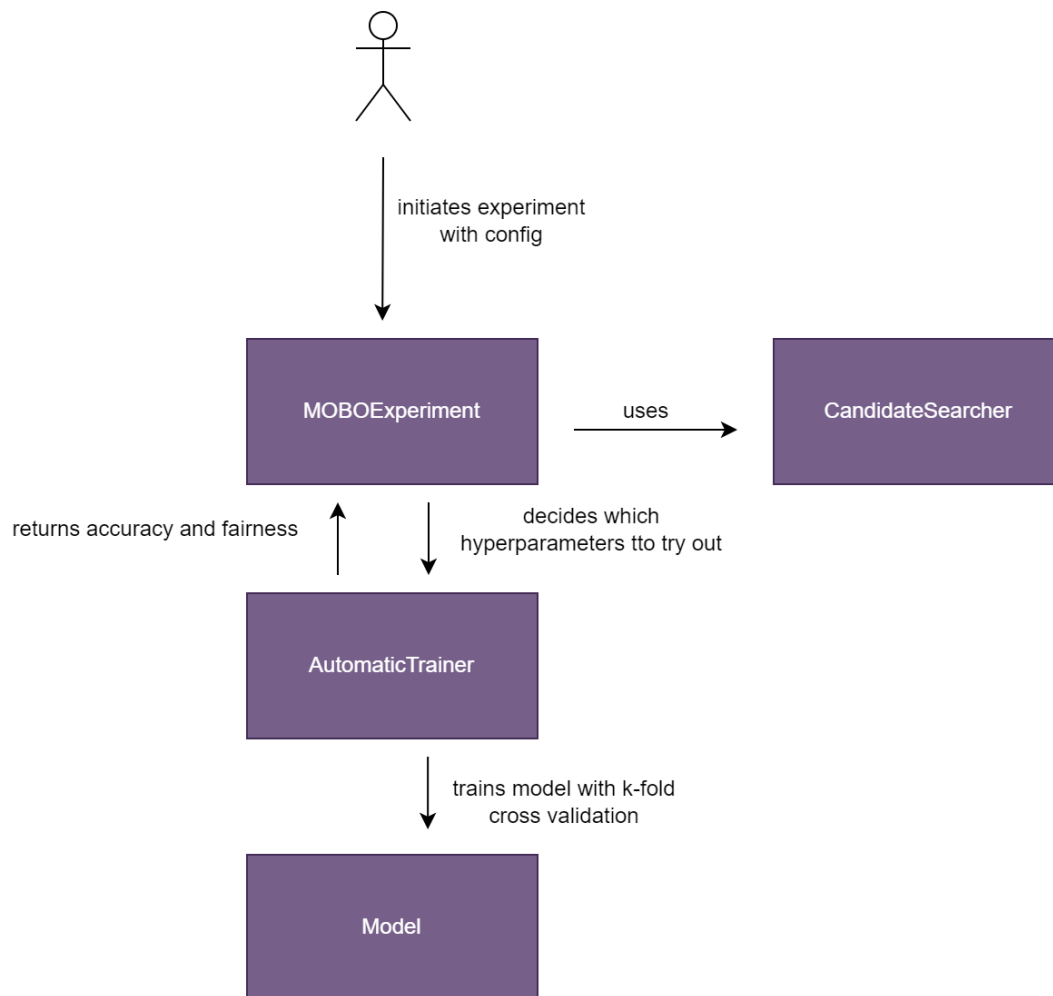 initiates experiment
with config
MOBOExperiment
uses
CandidateSearcher
returns accuracy and fairness
decides which
hyperparameters tto try out
AutomaticTrainer
trains model with k-fold
cross validation
Model